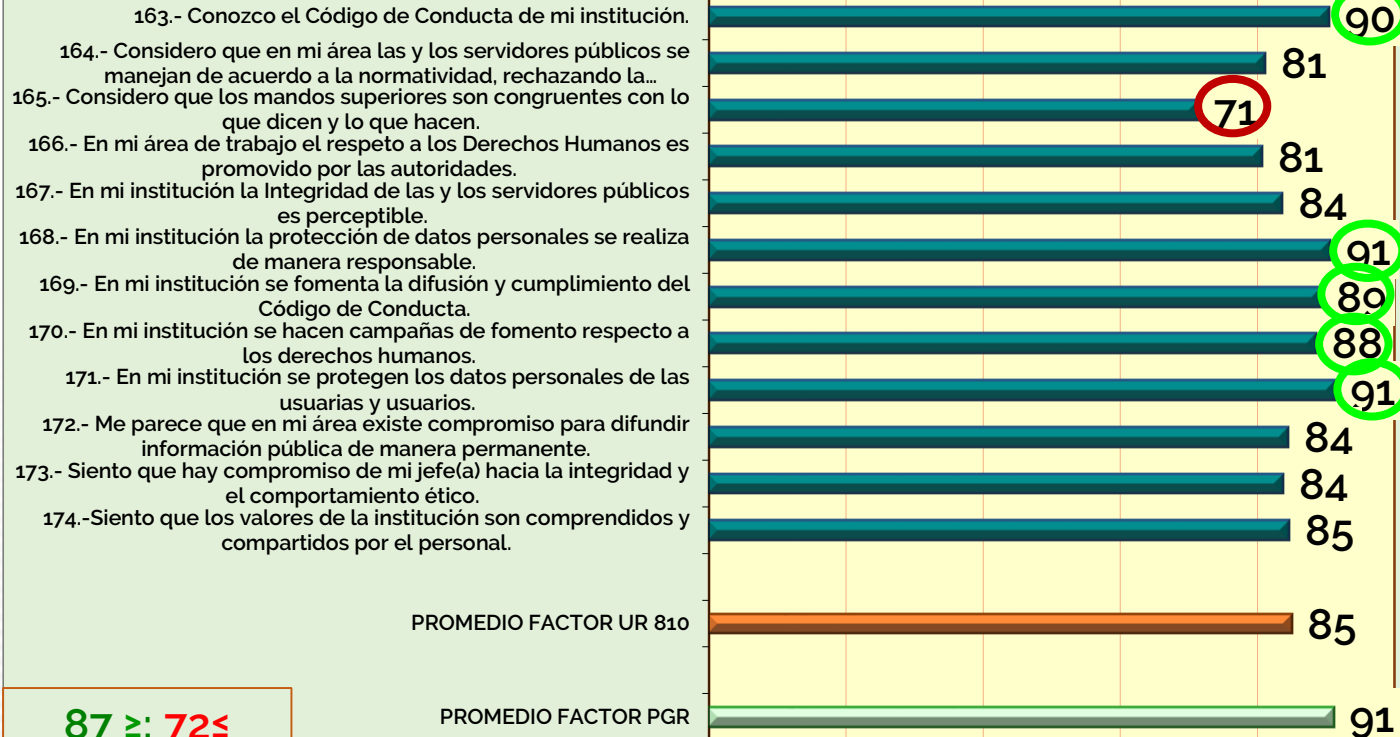 163.- Conozco el Código de Conducta de mi institución.
90
164.- Considero que en mi área las y los servidores públicos se
manejan de acuerdo a la normatividad, rechazando la...
81
165.- Considero que los mandos superiores son congruentes con lo
que dicen y lo que hacen.
71
166.- En mi área de trabajo el respeto a los Derechos Humanos es
promovido por las autoridades.
81
167.- En mi institución la Integridad de las y los servidores públicos
es perceptible.
84
168.- En mi institución la protección de datos personales se realiza
de manera responsable.
91
169.- En mi institución se fomenta la difusión y cumplimiento del
Código de Conducta.
89
170.- En mi institución se hacen campañas de fomento respecto a
los derechos humanos.
88
171.- En mi institución se protegen los datos personales de las
usuarias y usuarios.
91
172.- Me parece que en mi área existe compromiso para difundir
información pública de manera permanente.
84
173.- Siento que hay compromiso de mi jefe(a) hacia la integridad y
el comportamiento ético.
84
174.-Siento que los valores de la institución son comprendidos y
compartidos por el personal.
85
PROMEDIO FACTOR UR 810
85
PROMEDIO FACTOR PGR
91
87 ≥; 72≤